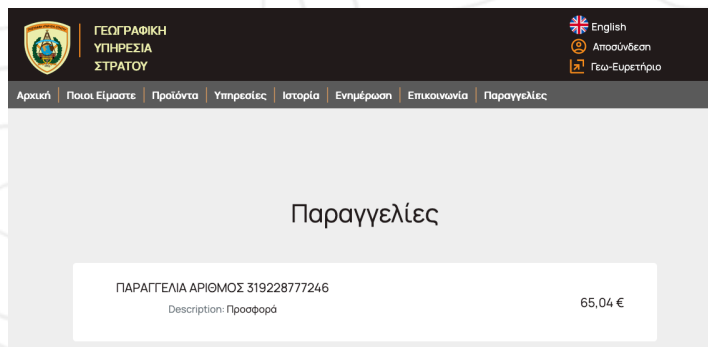 ΓΕΩΓΡΑΦΙΚΗ
ΥΠΗΡΕΣΙΑ
ΣΤΡΑΤΟΥ
English
Αποσύνδεση
Γεω-Ευρετήριο
Αρχική Ποιοι Είμαστε Προϊόντα Υπηρεσίες Ιστορία Ενημέρωση Επικοινωνία Παραγγελίες
Παραγγελίες
ΠΑΡΑΓΓΕΛΙΑ ΑΡΙΘΜΟΣ 319228777246
Description: Προσφορά
65,04 €